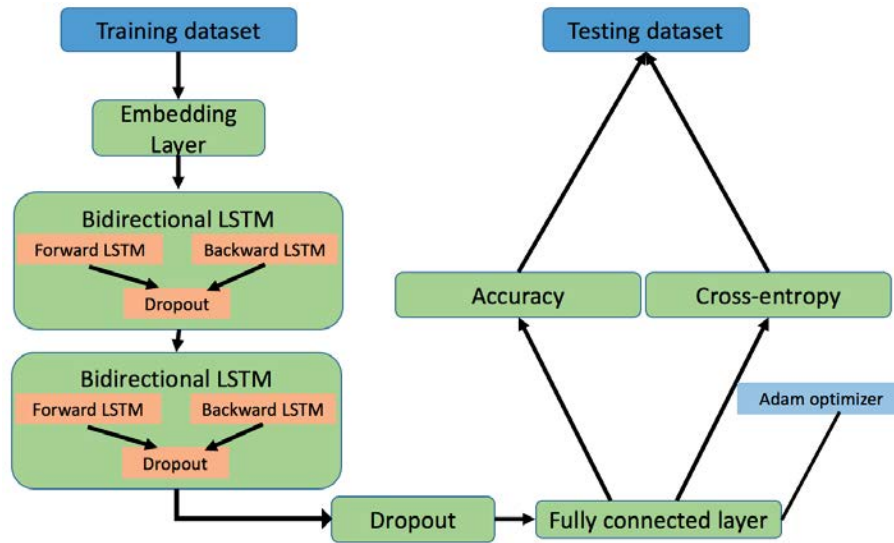 Training dataset
Testing dataset
Embedding
Layer
Bidirectional LSTM
Forward LSTM
Backward LSTM
Dropout
Accuracy
Cross-entropy
Bidirectional LSTM
Forward LSTM
Backward LSTM
Dropout
Adam optimizer
Dropout
Fully connected layer